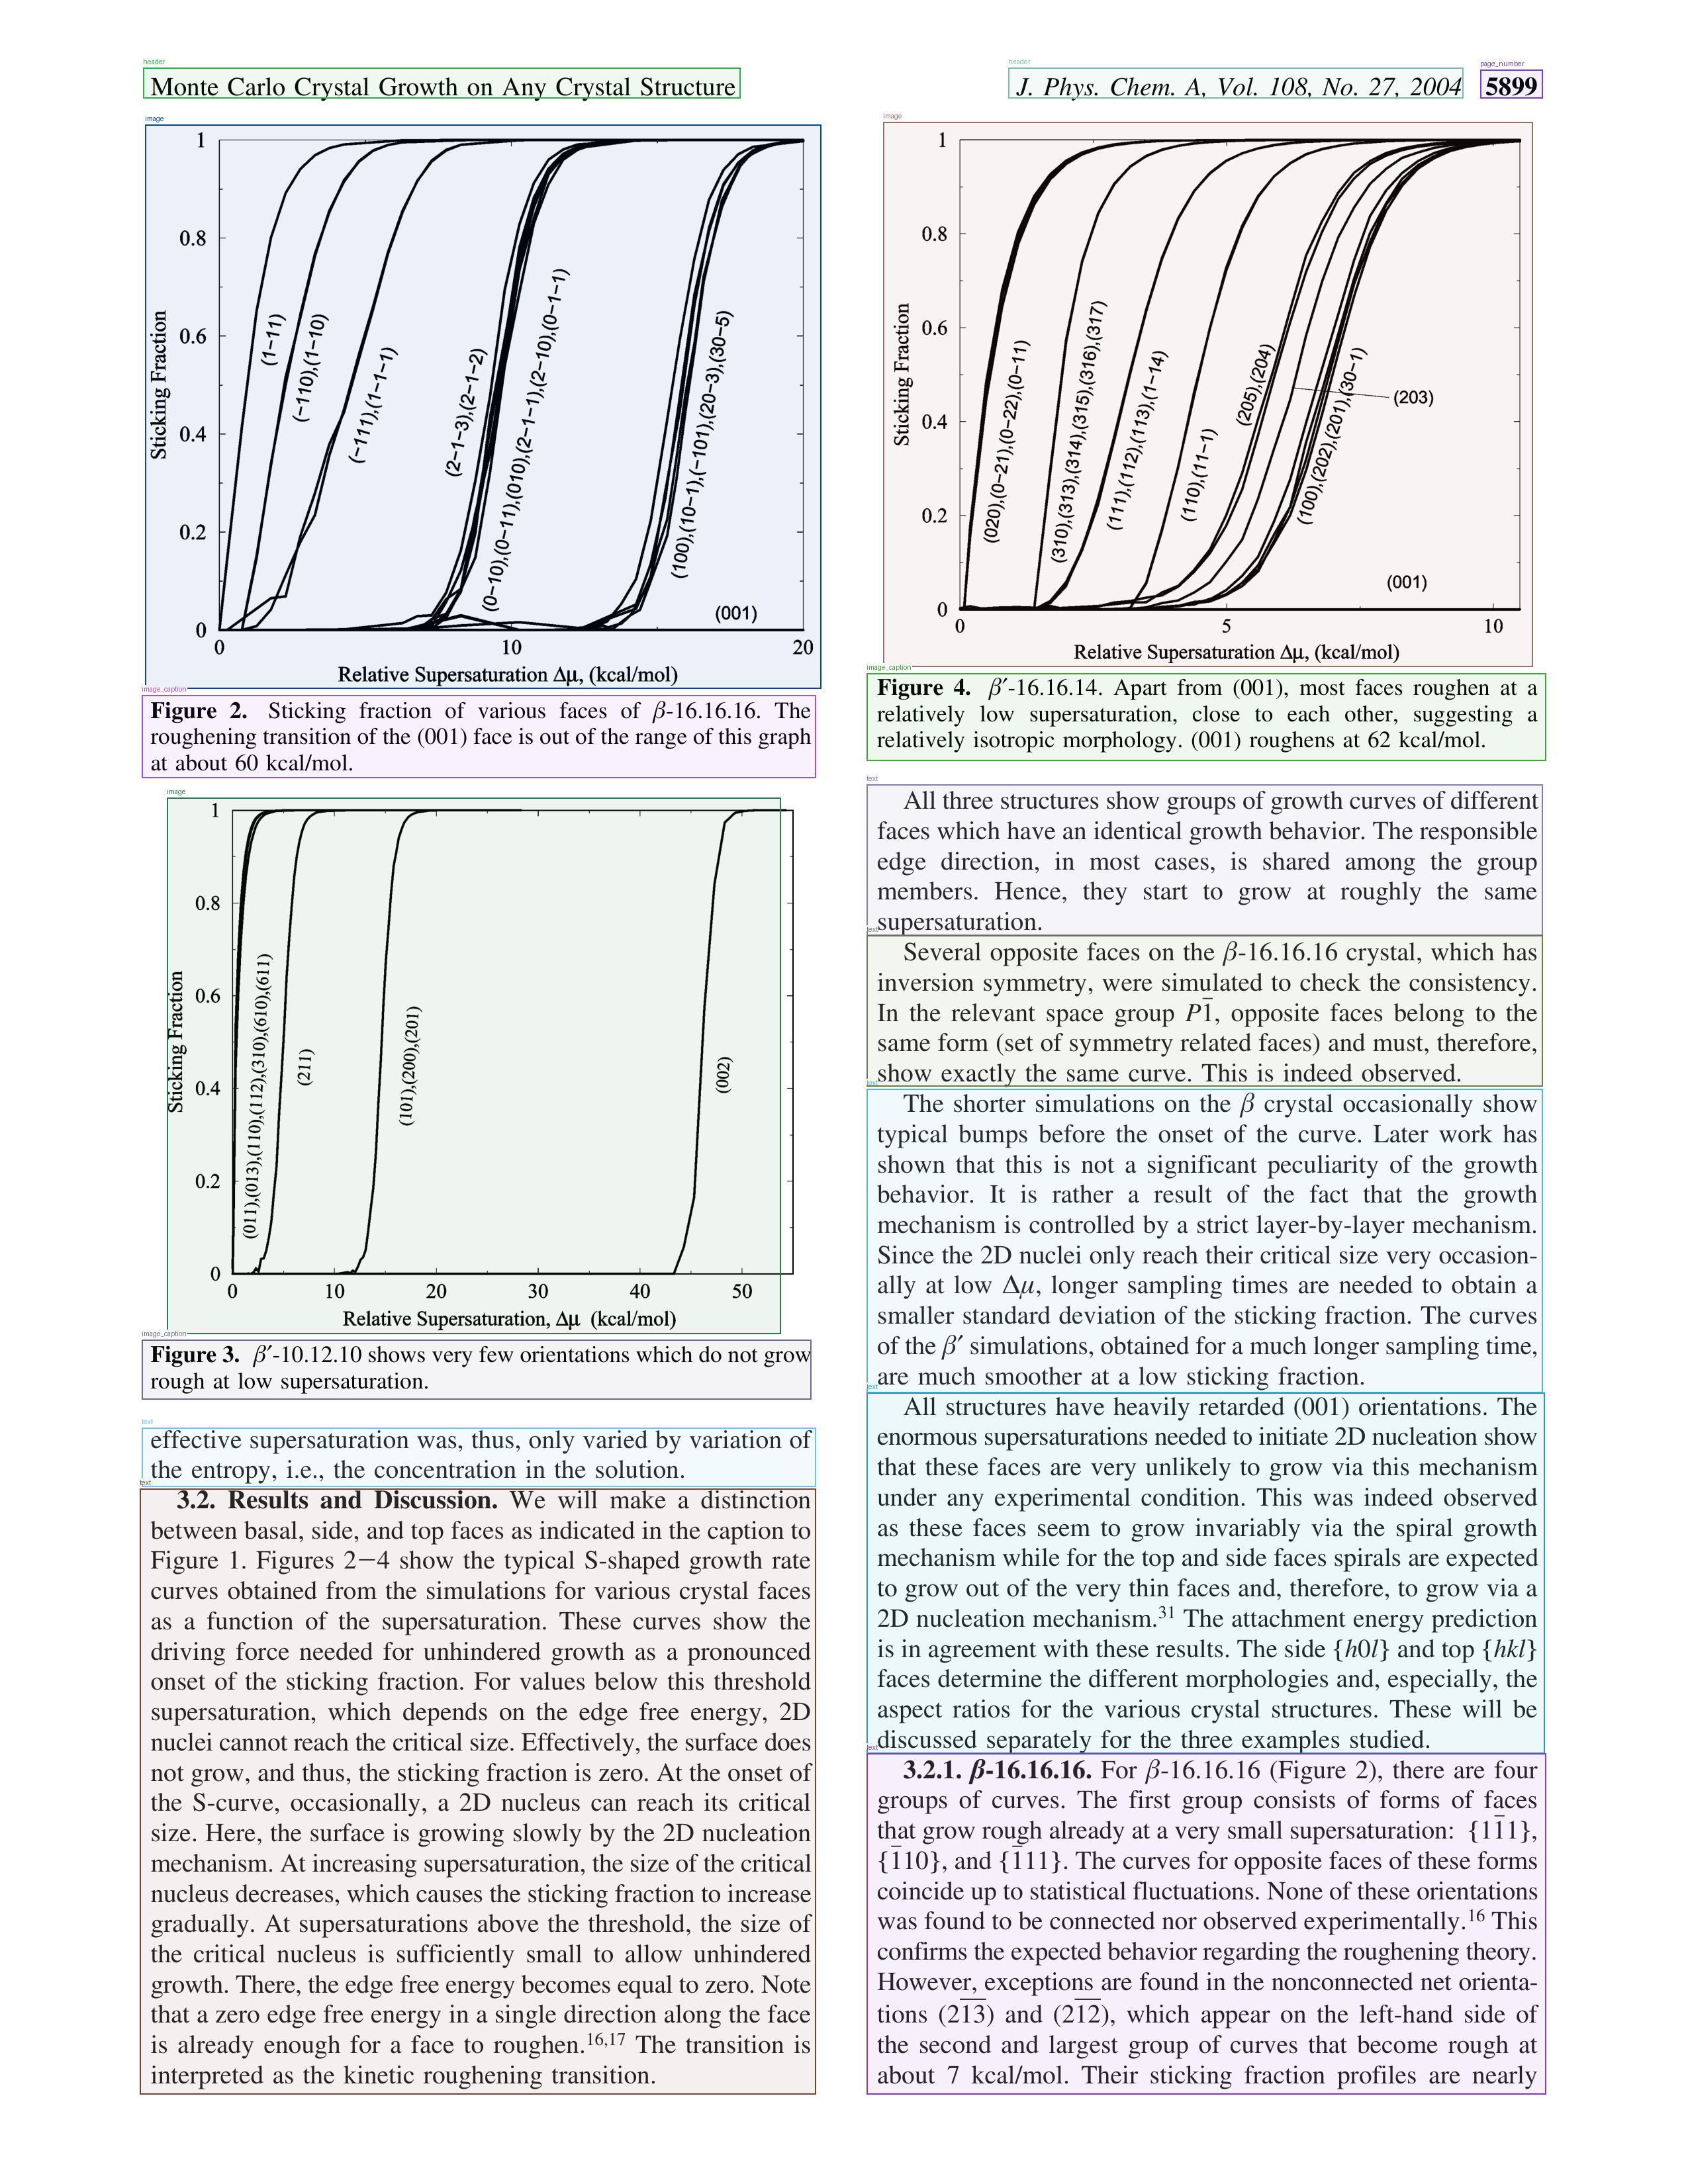 header
header
page_number
Monte Carlo Crystal Growth on Any Crystal Structure
J. Phys. Chem. A, Vol. 108, No. 27, 2004
5899
image
1
0.8
0.6
0.4
0.2
0
Sticking Fraction
(1−11)
(−110),(1−10)
(−111),(1−1−1)
(2−1−3),(2−1−2)
(0−10),(0−11),(010),(2−1−1),(2−10),(0−1−1)
(100),(10−1),(−101),(20−3),(30−5)
(001)
0
10
20
Relative Supersaturation Δμ, (kcal/mol)
image_caption
Figure 2. Sticking fraction of various faces of β-16.16.16. The
roughening transition of the (001) face is out of the range of this graph
at about 60 kcal/mol.
image
1
0.8
0.6
0.4
0.2
0
Sticking Fraction
(011),(013),(110),(112),(310),(610),(611)
(211)
(101),(200),(201)
(002)
0
10
20
30
40
50
Relative Supersaturation, Δμ (kcal/mol)
image_caption
Figure 3. β′-10.12.10 shows very few orientations which do not grow
rough at low supersaturation.
text
effective supersaturation was, thus, only varied by variation of
the entropy, i.e., the concentration in the solution.
text
3.2. Results and Discussion. We will make a distinction
between basal, side, and top faces as indicated in the caption to
Figure 1. Figures 2−4 show the typical S-shaped growth rate
curves obtained from the simulations for various crystal faces
as a function of the supersaturation. These curves show the
driving force needed for unhindered growth as a pronounced
onset of the sticking fraction. For values below this threshold
supersaturation, which depends on the edge free energy, 2D
nuclei cannot reach the critical size. Effectively, the surface does
not grow, and thus, the sticking fraction is zero. At the onset of
the S-curve, occasionally, a 2D nucleus can reach its critical
size. Here, the surface is growing slowly by the 2D nucleation
mechanism. At increasing supersaturation, the size of the critical
nucleus decreases, which causes the sticking fraction to increase
gradually. At supersaturations above the threshold, the size of
the critical nucleus is sufficiently small to allow unhindered
growth. There, the edge free energy becomes equal to zero. Note
that a zero edge free energy in a single direction along the face
is already enough for a face to roughen.16,17 The transition is
interpreted as the kinetic roughening transition.
image
1
0.8
0.6
0.4
0.2
0
Sticking Fraction
(020),(0−21),(0−22),(0−11)
(310),(313),(314),(315),(316),(317)
(111),(112),(113),(1−14)
(110),(11−1)
(205),(204)
(203)
(100),(202),(201),(30−1)
(001)
0
5
10
Relative Supersaturation Δμ, (kcal/mol)
image_caption
Figure 4. β′-16.16.14. Apart from (001), most faces roughen at a
relatively low supersaturation, close to each other, suggesting a
relatively isotropic morphology. (001) roughens at 62 kcal/mol.
text
All three structures show groups of growth curves of different
faces which have an identical growth behavior. The responsible
edge direction, in most cases, is shared among the group
members. Hence, they start to grow at roughly the same
supersaturation.
text
Several opposite faces on the β-16.16.16 crystal, which has
inversion symmetry, were simulated to check the consistency.
In the relevant space group P1̅, opposite faces belong to the
same form (set of symmetry related faces) and must, therefore,
show exactly the same curve. This is indeed observed.
text
The shorter simulations on the β crystal occasionally show
typical bumps before the onset of the curve. Later work has
shown that this is not a significant peculiarity of the growth
behavior. It is rather a result of the fact that the growth
mechanism is controlled by a strict layer-by-layer mechanism.
Since the 2D nuclei only reach their critical size very occasion-
ally at low Δμ, longer sampling times are needed to obtain a
smaller standard deviation of the sticking fraction. The curves
of the β′ simulations, obtained for a much longer sampling time,
are much smoother at a low sticking fraction.
text
All structures have heavily retarded (001) orientations. The
enormous supersaturations needed to initiate 2D nucleation show
that these faces are very unlikely to grow via this mechanism
under any experimental condition. This was indeed observed
as these faces seem to grow invariably via the spiral growth
mechanism while for the top and side faces spirals are expected
to grow out of the very thin faces and, therefore, to grow via a
2D nucleation mechanism.31 The attachment energy prediction
is in agreement with these results. The side {h0l} and top {hkl}
faces determine the different morphologies and, especially, the
aspect ratios for the various crystal structures. These will be
discussed separately for the three examples studied.
text
3.2.1. β-16.16.16. For β-16.16.16 (Figure 2), there are four
groups of curves. The first group consists of forms of faces
that grow rough already at a very small supersaturation: {11̅1},
{1̅10}, and {1̅11}. The curves for opposite faces of these forms
coincide up to statistical fluctuations. None of these orientations
was found to be connected nor observed experimentally.16 This
confirms the expected behavior regarding the roughening theory.
However, exceptions are found in the nonconnected net orienta-
tions (21̅3̅) and (21̅2̅), which appear on the left-hand side of
the second and largest group of curves that become rough at
about 7 kcal/mol. Their sticking fraction profiles are nearly